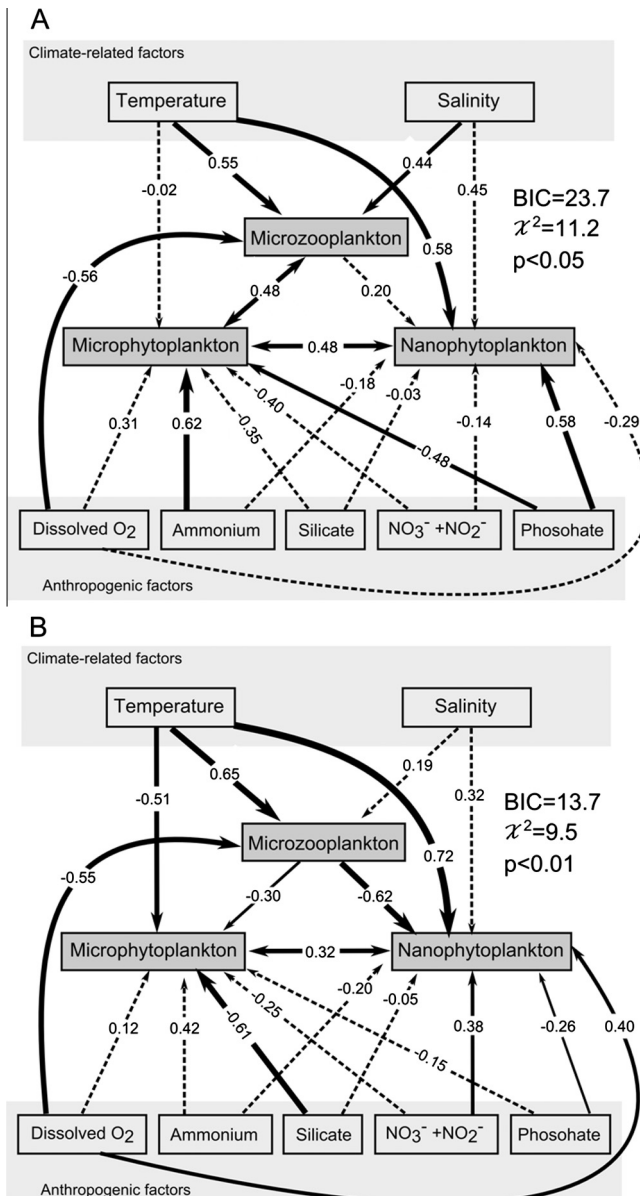 A
Climate-related factors
Temperature
Salinity
0.55
0.44
-0.02
0.45
BIC=23.7
χ²=11.2
p<0.05
Microzooplankton
0.58
-0.56
0.48
0.20
Microphytoplankton
0.48
Nanophytoplankton
-0.18
-0.03
-0.40
0.31
0.62
-0.35
-0.14
0.58
-0.29
-0.48
Dissolved O₂
Ammonium
Silicate
NO₃⁻ +NO₂⁻
Phosohate
Anthropogenic factors
B
Climate-related factors
Temperature
Salinity
0.65
0.19
-0.51
0.32
BIC=13.7
χ²=9.5
p<0.01
Microzooplankton
0.72
-0.55
-0.30
-0.62
Microphytoplankton
0.32
Nanophytoplankton
-0.20
-0.05
-0.25
0.12
0.42
-0.61
0.38
-0.26
0.40
-0.15
Dissolved O₂
Ammonium
Silicate
NO₃⁻ +NO₂⁻
Phosohate
Anthropogenic factors